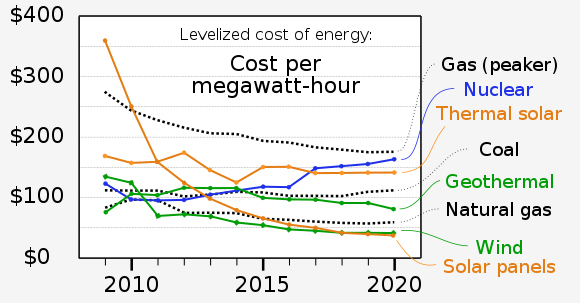 Levelized cost of energy:
Cost per
megawatt-hour
$400
$300
$200
$100
$0
2010
2015
2020
Gas (peaker)
Nuclear
Thermal solar
Coal
Geothermal
Natural gas
Wind
Solar panels